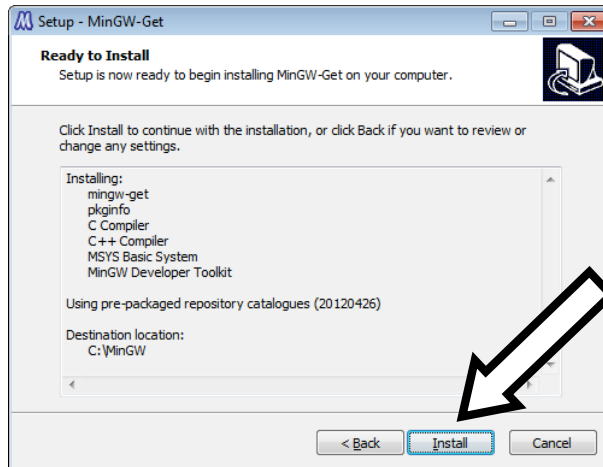 Setup - MinGW-Get
Ready to Install
Setup is now ready to begin installing MinGW-Get on your computer.
Click Install to continue with the installation, or click Back if you want to review or
change any settings.
Installing:
mingw-get
pkginfo
C Compiler
C++ Compiler
MSYS Basic System
MinGW Developer Toolkit
Using pre-packaged repository catalogues (20120426)
Destination location:
C:\MinGW
< Back
Install
Cancel